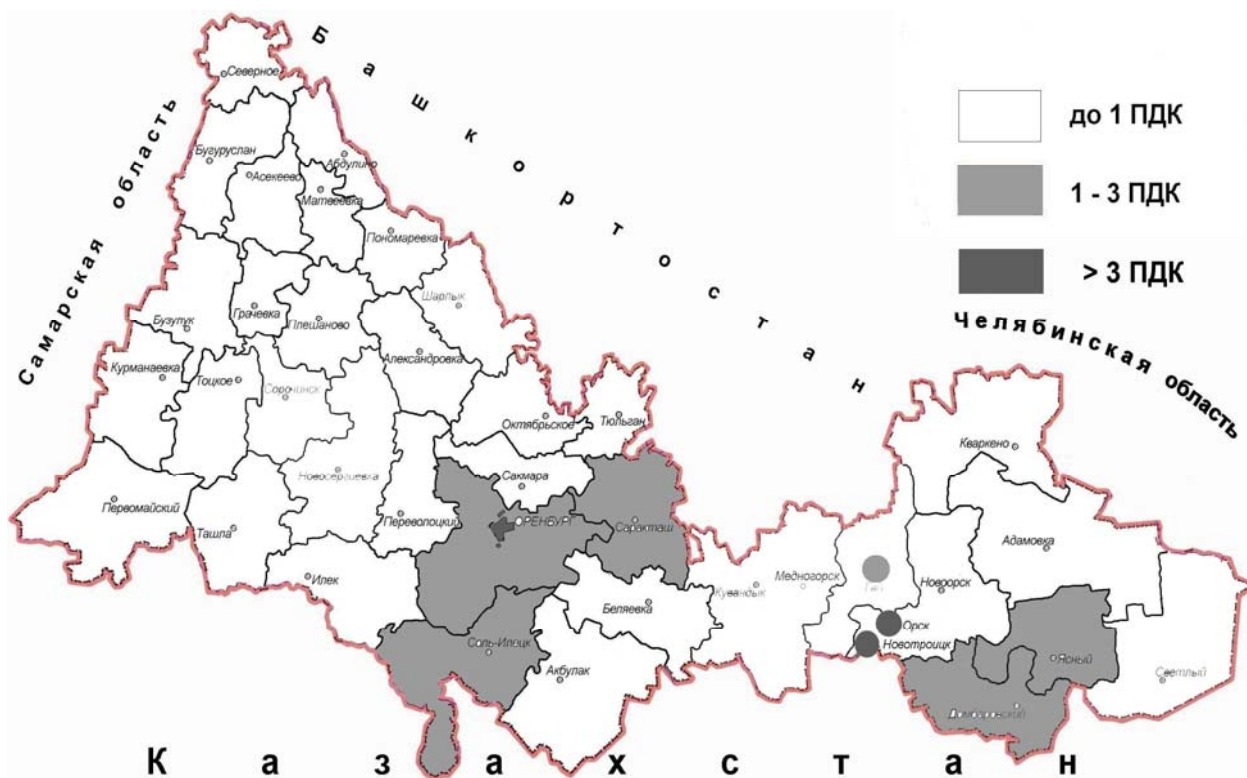 Башкортостан
Самарская область
Челябинская область
Казахстан
до 1 ПДК
1 - 3 ПДК
> 3 ПДК
Северное
Бугуруслан
Абдулино
Асекеево
Матвеевка
Пономаревка
Шарлык
Грачевка
Плешаново
Бузулук
Александровка
Курманаевка
Тоцкое
Сорочинск
Октябрьское
Тюльган
Кваркено
Новосергиевка
Сакмара
Первомайский
Ташла
Переволоцкий
ОРЕНБУРГ
Саракташ
Адамовка
Илек
Медногорск
Кувандык
Гай
Новоорск
Беляевка
Орск
Новотроицк
Соль-Илецк
Акбулак
Ясный
Светлый
Домбаровский